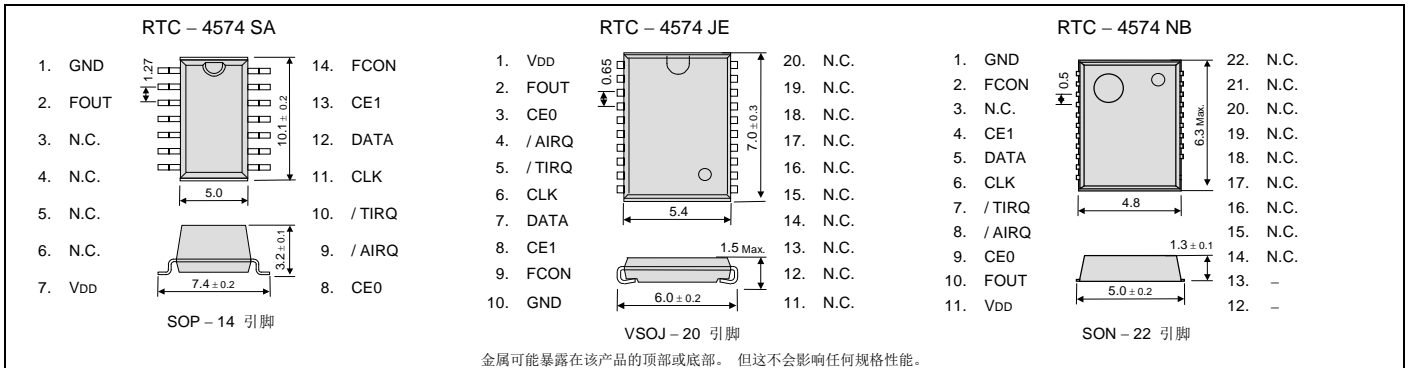 RTC – 4574 SA
1. GND
2. FOUT
3. N.C.
4. N.C.
5. N.C.
6. N.C.
7. VDD
1.27
10.1 ± 0.2
5.0
14. FCON
13. CE1
12. DATA
11. CLK
10. / TIRQ
9. / AIRQ
8. CE0
3.2 ± 0.1
7.4 ± 0.2
SOP – 14 引脚
RTC – 4574 JE
1. VDD
2. FOUT
3. CE0
4. / AIRQ
5. / TIRQ
6. CLK
7. DATA
8. CE1
9. FCON
10. GND
0.65
7.0 ± 0.3
5.4
20. N.C.
19. N.C.
18. N.C.
17. N.C.
16. N.C.
15. N.C.
14. N.C.
13. N.C.
12. N.C.
11. N.C.
1.5 Max.
6.0 ± 0.2
VSOJ – 20 引脚
RTC – 4574 NB
1. GND
2. FCON
3. N.C.
4. CE1
5. DATA
6. CLK
7. / TIRQ
8. / AIRQ
9. CE0
10. FOUT
11. VDD
0.5
6.3 Max.
4.8
22. N.C.
21. N.C.
20. N.C.
19. N.C.
18. N.C.
17. N.C.
16. N.C.
15. N.C.
14. N.C.
13. –
12. –
1.3 ± 0.1
5.0 ± 0.2
SON – 22 引脚
金属可能暴露在该产品的顶部或底部。 但这不会影响任何规格性能。